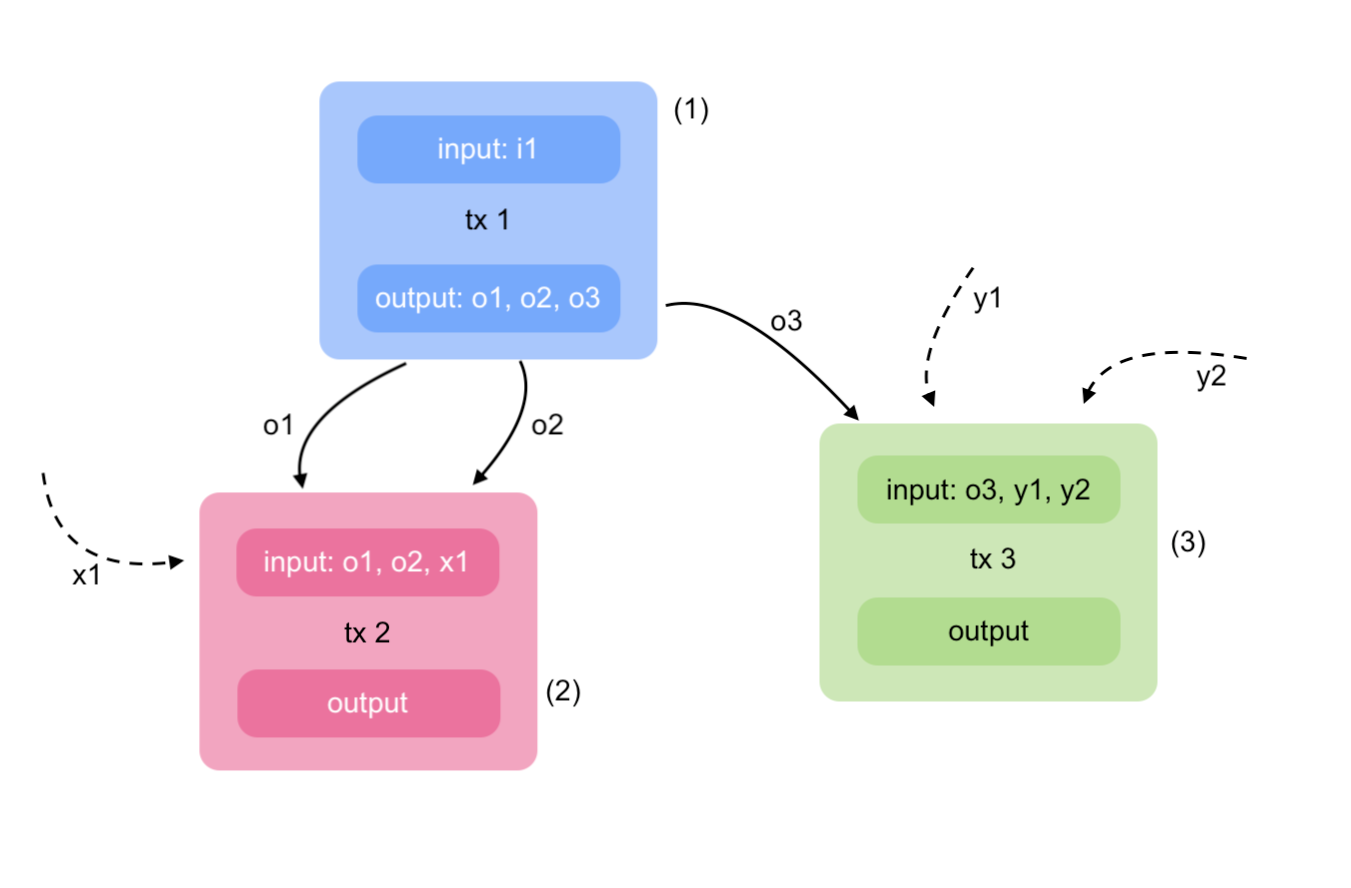 (1)
input: i1
tx 1
output: o1, o2, o3
o1
o2
o3
y1
y2
x1
input: o1, o2, x1
tx 2
output
(2)
input: o3, y1, y2
tx 3
(3)
output